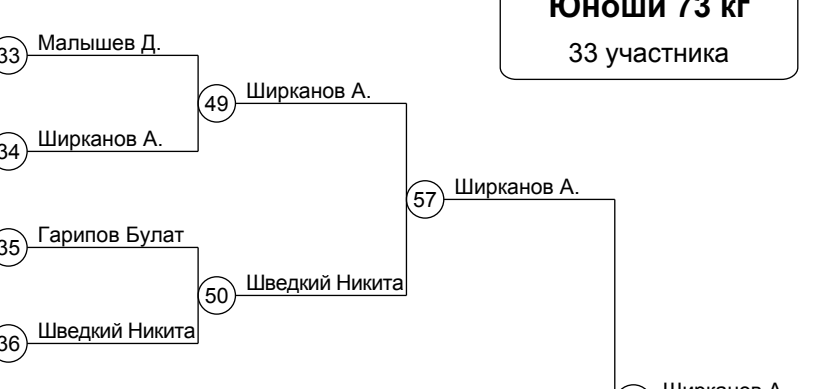 Юноши 73 кг
33 участника
33 Малышев Д.
49 Ширканов А.
34 Ширканов А.
57 Ширканов А.
35 Гарипов Булат
50 Шведкий Никита
36 Шведкий Никита
Ширканов А.